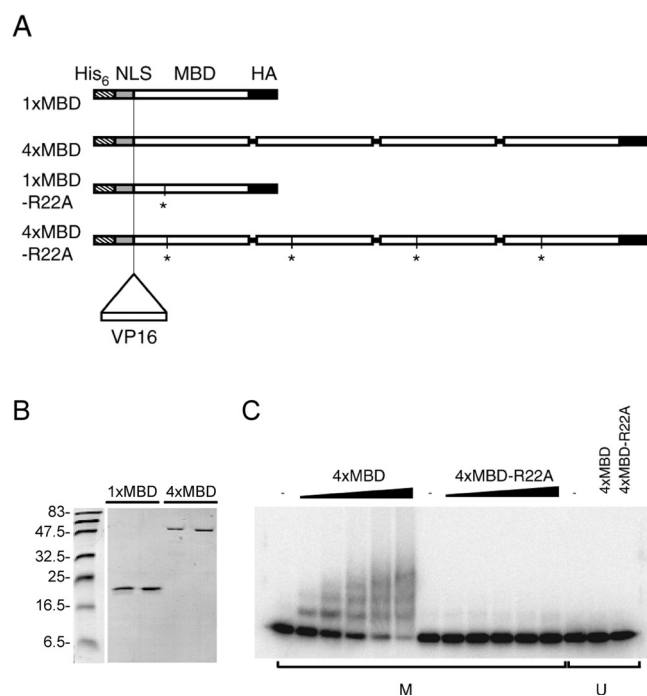 A
His6 NLS MBD HA
1xMBD
4xMBD
1xMBD
-R22A
*
4xMBD
-R22A
* * * *
VP16
B
1xMBD 4xMBD
83-
47.5-
32.5-
25-
16.5-
6.5-
C
- 4xMBD - 4xMBD-R22A - 4xMBD 4xMBD-R22A
M U